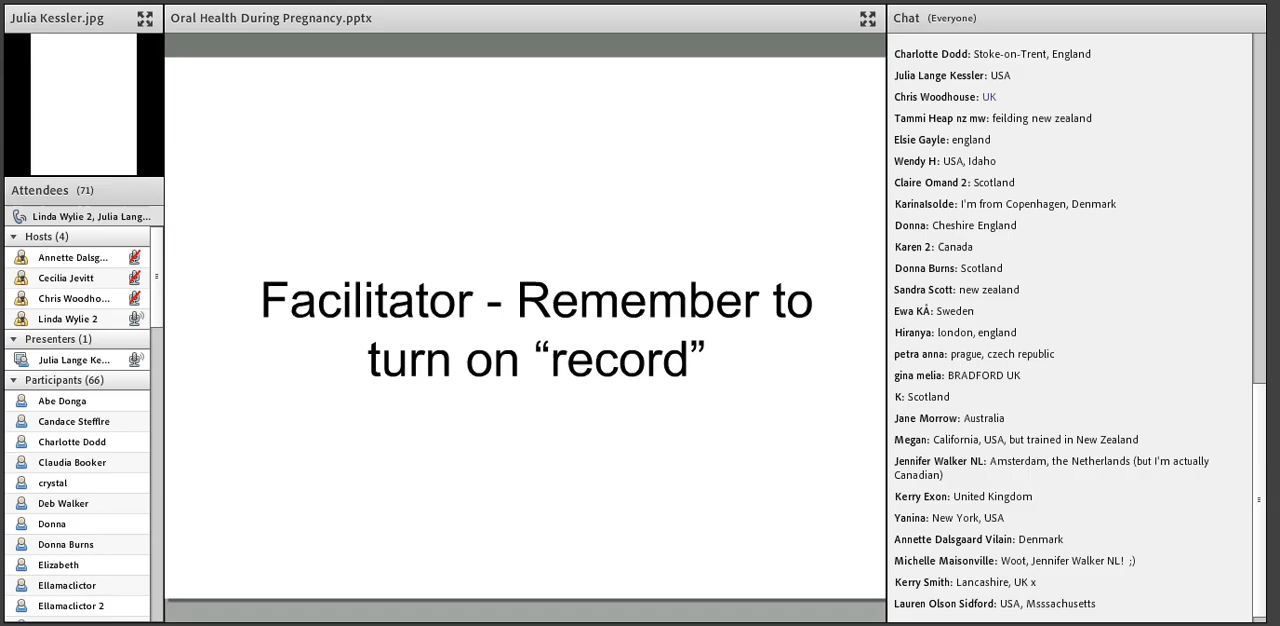 Julia Kessler.jpg
Attendees (71)
Linda Wylie 2, Julia Lang...
Hosts (4)
Annette Dalsg...
Cecilia Jevitt
Chris Woodho...
Linda Wylie 2
Presenters (1)
Julia Lange Ke...
Participants (66)
Abe Donga
Candace Stefflre
Charlotte Dodd
Claudia Booker
crystal
Deb Walker
Donna
Donna Burns
Elizabeth
Ellamaclictor
Ellamaclictor 2
Oral Health During Pregnancy.pptx
Facilitator - Remember to
turn on “record”
Chat (Everyone)
Charlotte Dodd: Stoke-on-Trent, England
Julia Lange Kessler: USA
Chris Woodhouse: UK
Tammi Heap nz mw: feilding new zealand
Elsie Gayle: england
Wendy H: USA, Idaho
Claire Omand 2: Scotland
KarinaIsolde: I'm from Copenhagen, Denmark
Donna: Cheshire England
Karen 2: Canada
Donna Burns: Scotland
Sandra Scott: new zealand
Ewa KÅ: Sweden
Hiranya: london, england
petra anna: prague, czech republic
gina melia: BRADFORD UK
K: Scotland
Jane Morrow: Australia
Megan: California, USA, but trained in New Zealand
Jennifer Walker NL: Amsterdam, the Netherlands (but I'm actually
Canadian)
Kerry Exon: United Kingdom
Yanina: New York, USA
Annette Dalsgaard Vilain: Denmark
Michelle Maisonville: Woot, Jennifer Walker NL! ;)
Kerry Smith: Lancashire, UK x
Lauren Olson Sidford: USA, Msssachusetts